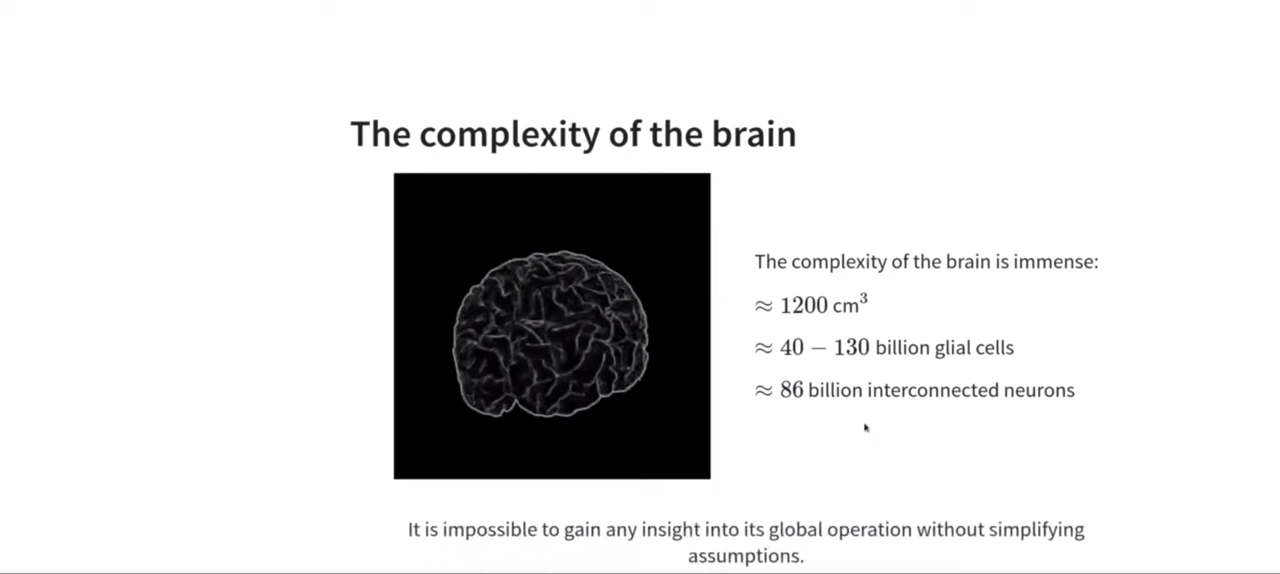 The complexity of the brain
The complexity of the brain is immense:
≈ 1200 cm³
≈ 40 − 130 billion glial cells
≈ 86 billion interconnected neurons
It is impossible to gain any insight into its global operation without simplifying
assumptions.